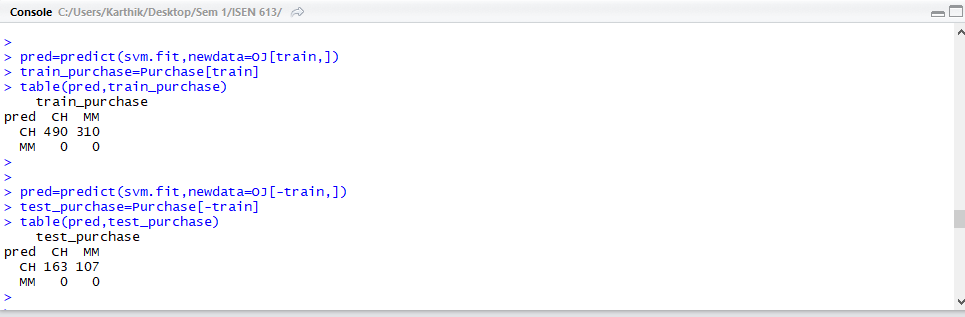 Console C:/Users/Karthik/Desktop/Sem 1/ISEN 613/
>
> pred=predict(svm.fit,newdata=OJ[train,])
> train_purchase=Purchase[train]
> table(pred,train_purchase)
    train_purchase
pred  CH  MM
  CH 490 310
  MM   0   0
>
>
> pred=predict(svm.fit,newdata=OJ[-train,])
> test_purchase=Purchase[-train]
> table(pred,test_purchase)
    test_purchase
pred  CH  MM
  CH 163 107
  MM   0   0
>